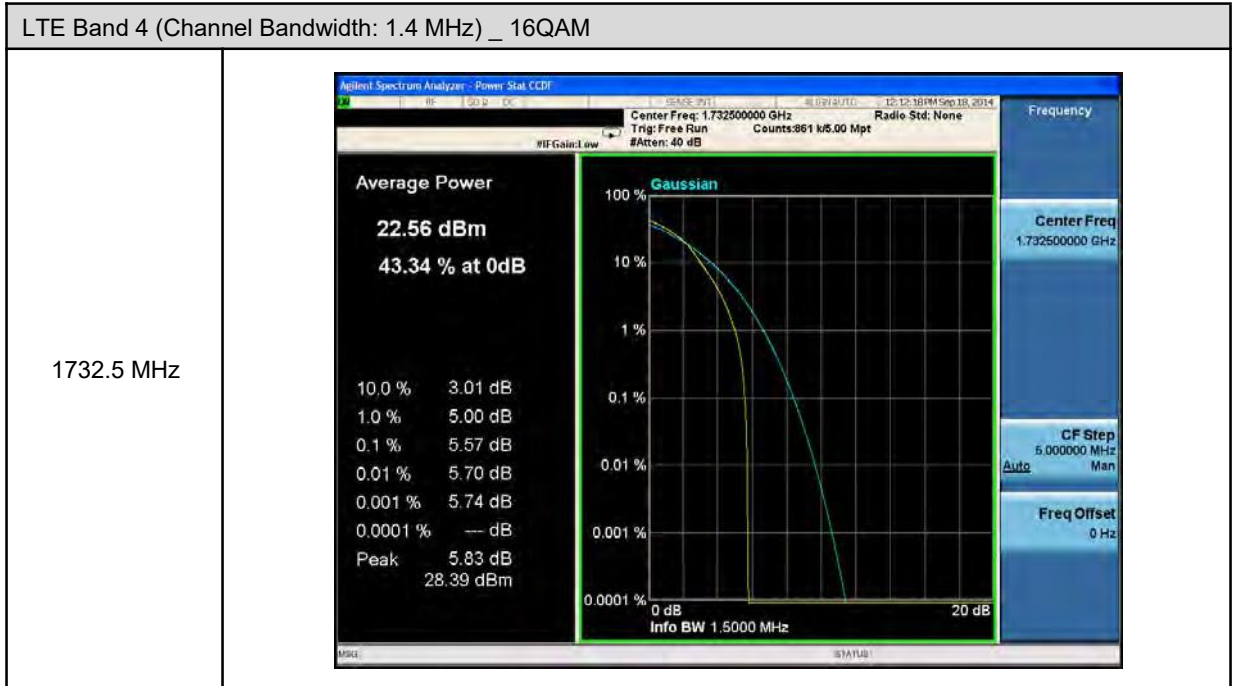 LTE Band 4 (Channel Bandwidth: 1.4 MHz) _ 16QAM
1732.5 MHz
Agilent Spectrum Analyzer - Power Stat CCDF
RF 50 Ω DC SENSE:INT ALIGN AUTO 12:12:18 PM Sep 18, 2014
Center Freq: 1.732500000 GHz Radio Std: None
Trig: Free Run Counts:861 k/5.00 Mpt
#IFGain:Low #Atten: 40 dB
Average Power
22.56 dBm
43.34 % at 0dB
10.0 % 3.01 dB
1.0 % 5.00 dB
0.1 % 5.57 dB
0.01 % 5.70 dB
0.001 % 5.74 dB
0.0001 % --- dB
Peak 5.83 dB
28.39 dBm
Gaussian
100 %
10 %
1 %
0.1 %
0.01 %
0.001 %
0.0001 %
0 dB 20 dB
Info BW 1.5000 MHz
Frequency
Center Freq
1.732500000 GHz
CF Step
5.000000 MHz
Auto Man
Freq Offset
0 Hz
MSG STATUS